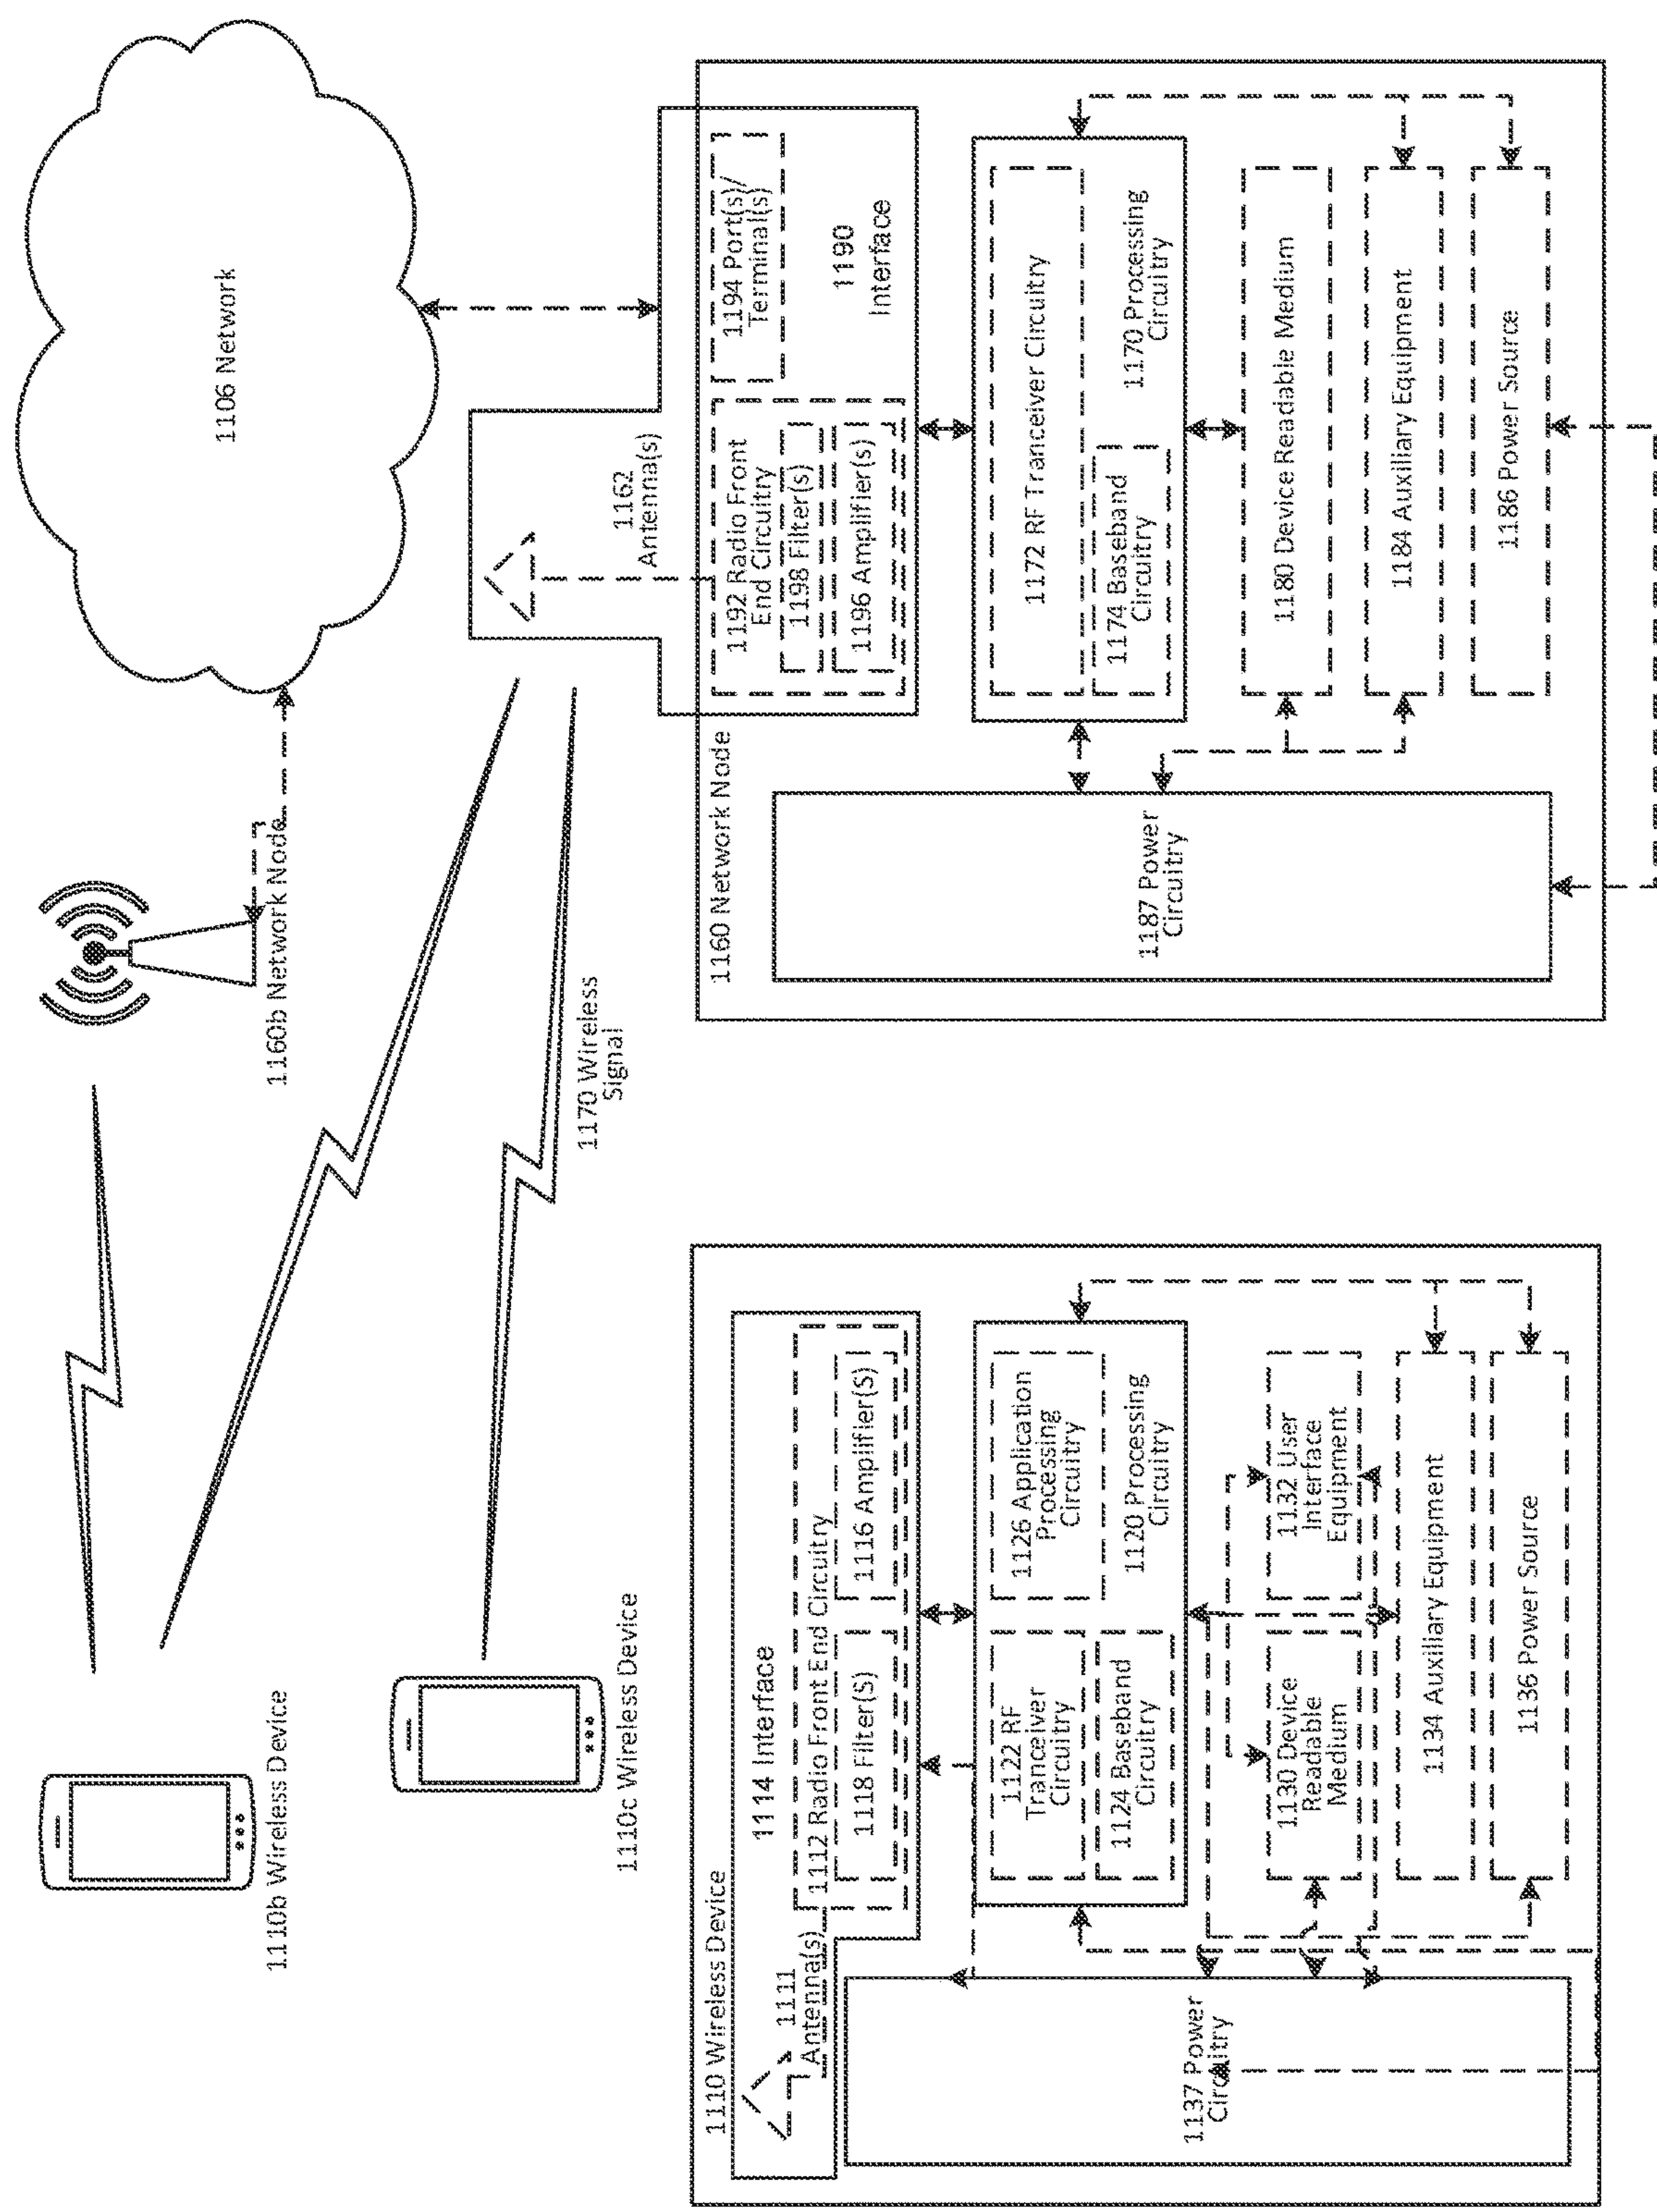 1106 Network
1160b Network Node
1110b Wireless Device
1110c Wireless Device
1170 Wireless
Signal
1162
Antenna(s)
1110 Wireless Device
1111
Antenna(s)
1114 Interface
1112 Radio Front End Circuitry
1118 Filter(S)
1116 Amplifier(S)
1122 RF
Tranceiver
Circuitry
1126 Application
Processing
Circuitry
1124 Baseband
Circuitry
1120 Processing
Circuitry
1130 Device
Readable
Medium
1132 User
Interface
Equipment
1134 Auxiliary Equipment
1136 Power Source
1137 Power
Circuitry
1160 Network Node
1192 Radio Front
End Circuitry
1198 Filter(s)
1196 Amplifier(s)
1194 Port(s)/
Terminal(s)
1190
Interface
1172 RF Tranceiver Circuitry
1174 Baseband
Circuitry
1170 Processing
Circuitry
1180 Device Readable Medium
1184 Auxiliary Equipment
1186 Power Source
1187 Power
Circuitry